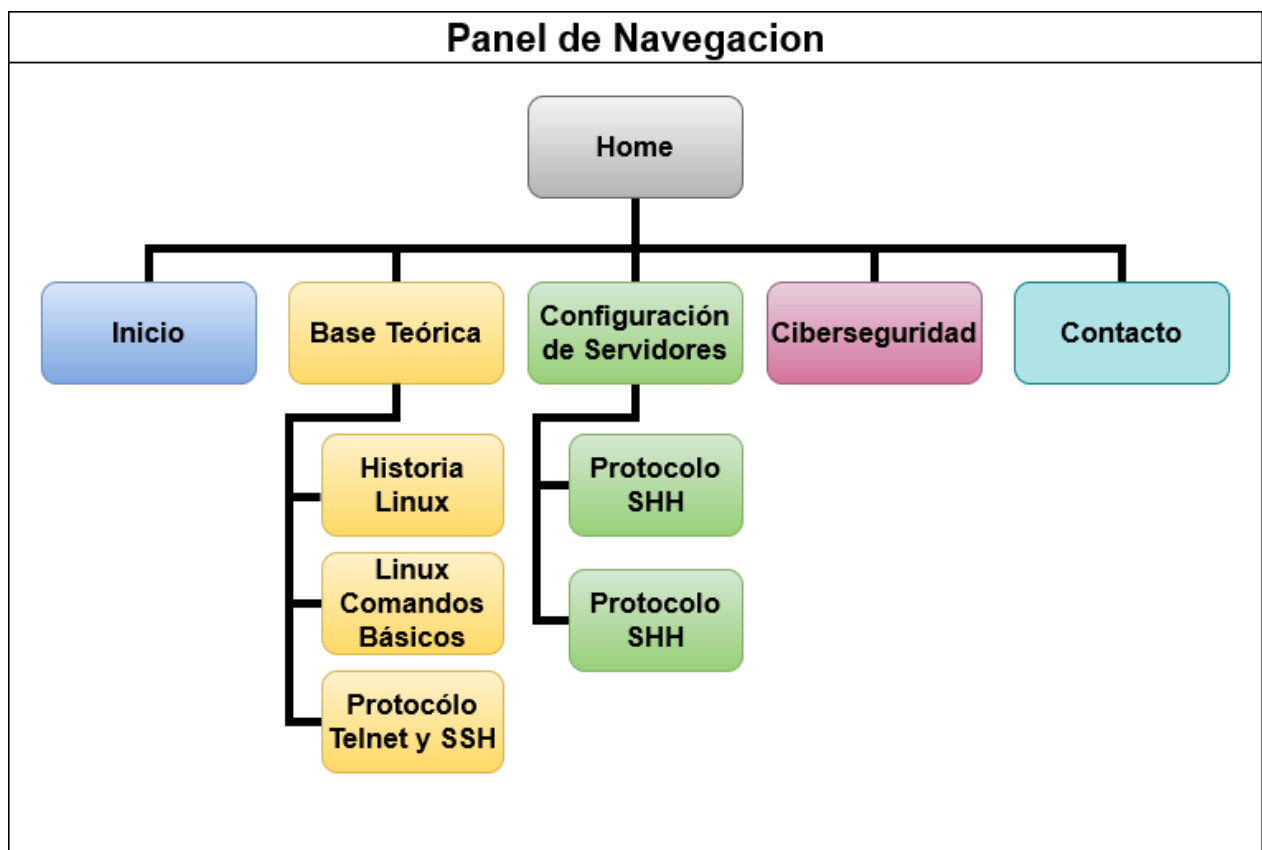 Panel de Navegacion
Home
Inicio
Base Teórica
Configuración
de Servidores
Ciberseguridad
Contacto
Historia
Linux
Linux
Comandos
Básicos
Protocólo
Telnet y SSH
Protocolo
SHH
Protocolo
SHH